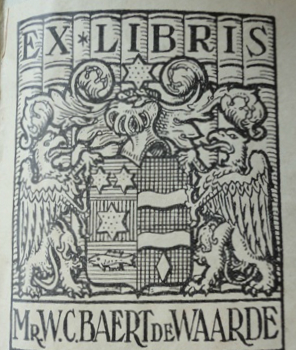 EX * LIBRIS
MR. W. C. BAERT DE WAARDE